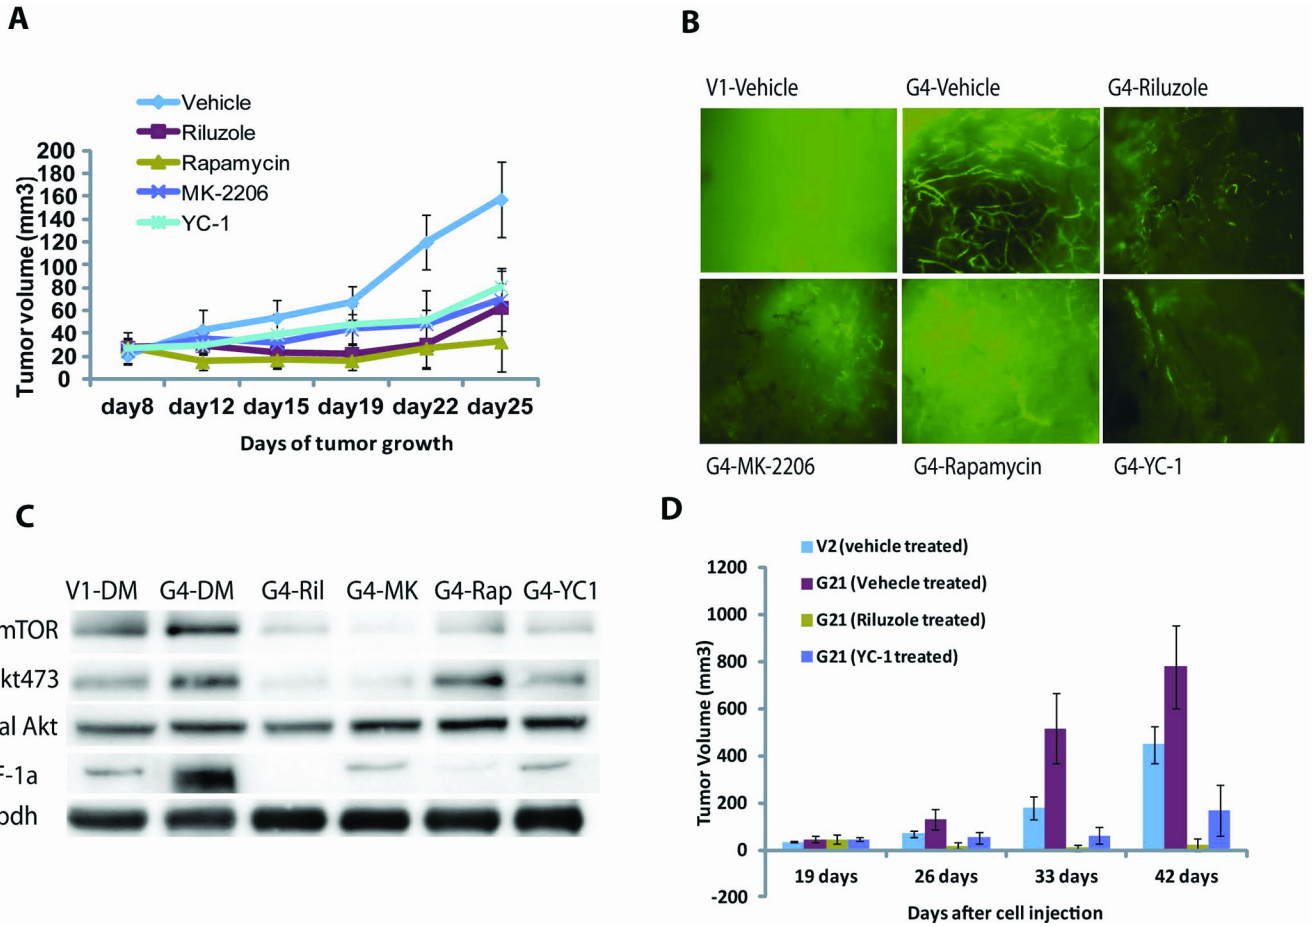 A
Vehicle
Riluzole
Rapamycin
MK-2206
YC-1
Tumor volume (mm3)
200
180
160
140
120
100
80
60
40
20
0
day8 day12 day15 day19 day22 day25
Days of tumor growth
B
V1-Vehicle G4-Vehicle G4-Riluzole
G4-MK-2206 G4-Rapamycin G4-YC-1
C
V1-DM G4-DM G4-Ril G4-MK G4-Rap G4-YC1
mTOR
kt473
al Akt
F-1a
pdh
D
V2 (vehicle treated)
G21 (Vehecle treated)
G21 (Riluzole treated)
G21 (YC-1 treated)
Tumor Volume (mm3)
1200
1000
800
600
400
200
0
-200
19 days 26 days 33 days 42 days
Days after cell injection